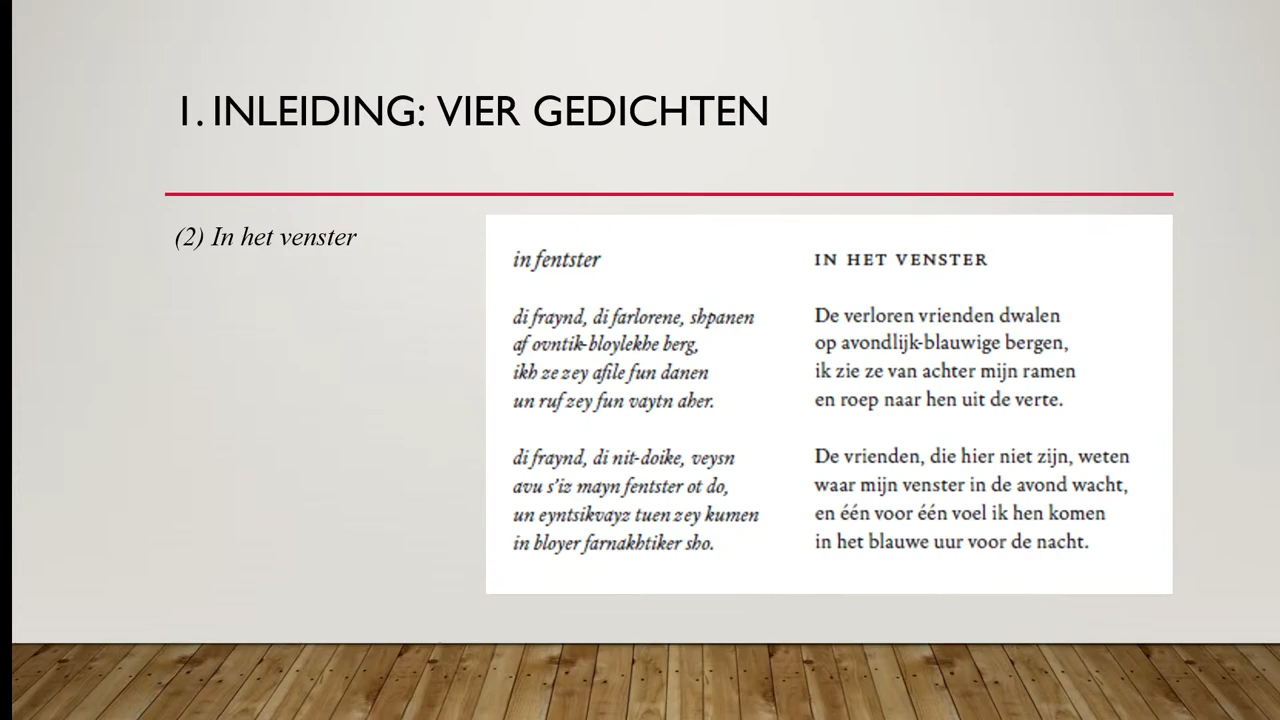 1. INLEIDING: VIER GEDICHTEN
(2) In het venster
in fentster
di fraynd, di farlorene, shpanen
af ovntik-bloylekhe berg,
ikh ze zey afile fun danen
un ruf zey fun vaytn aher.
di fraynd, di nit-doike, veysn
avu s'iz mayn fentster ot do,
un eyntsikvayz tuen zey kumen
in bloyer farnakhtiker sho.
IN HET VENSTER
De verloren vrienden dwalen
op avondlijk-blauwige bergen,
ik zie ze van achter mijn ramen
en roep naar hen uit de verte.
De vrienden, die hier niet zijn, weten
waar mijn venster in de avond wacht,
en één voor één voel ik hen komen
in het blauwe uur voor de nacht.